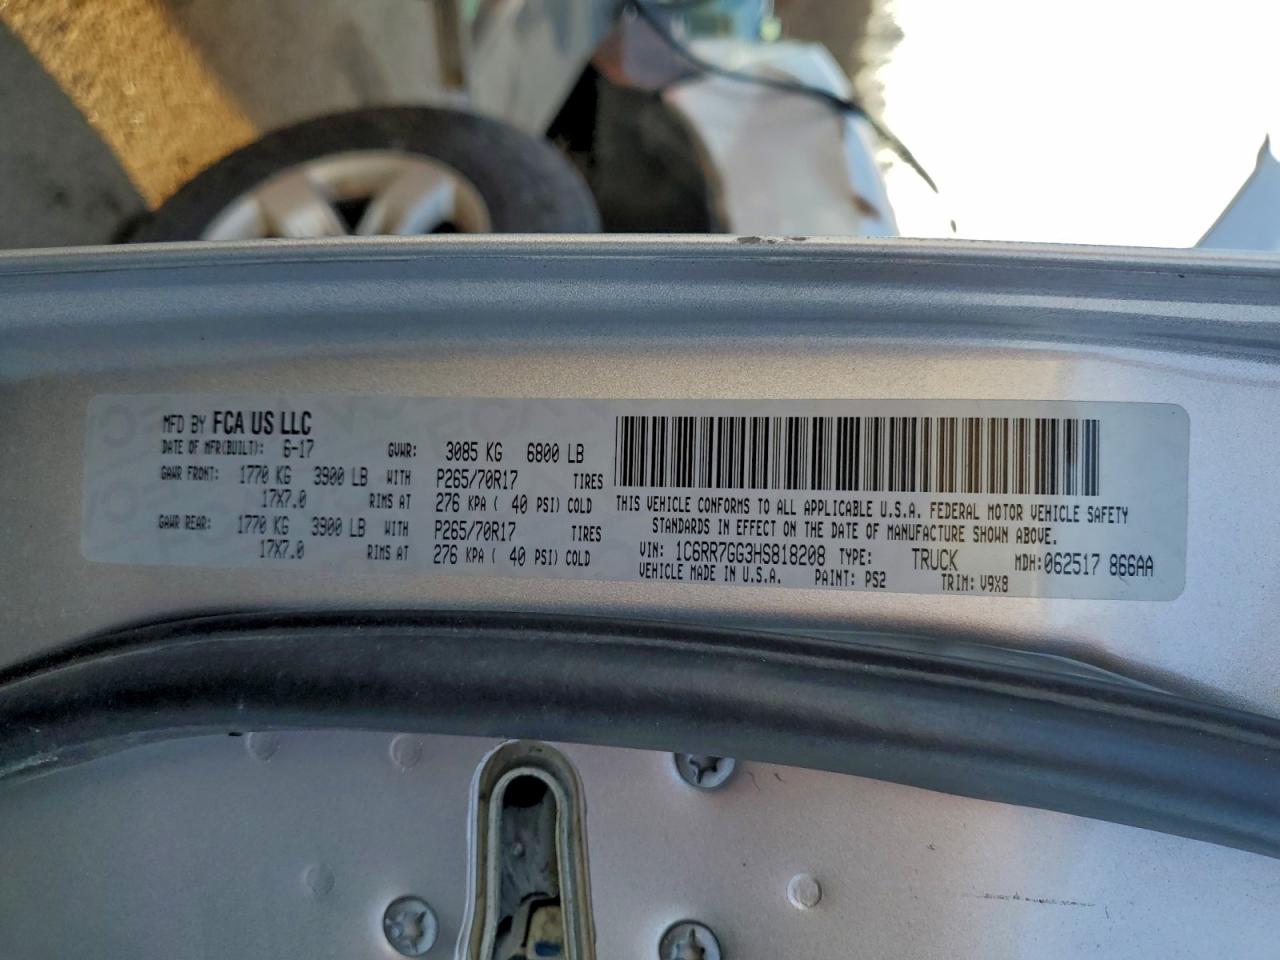 MFD BY FCA US LLC
DATE OF MFR(BUILT): 6-17 GVWR: 3085 KG 6800 LB
GAWR FRONT: 1770 KG 3900 LB WITH P265/70R17 TIRES
17X7.0 RIMS AT 276 KPA ( 40 PSI) COLD
GAWR REAR: 1770 KG 3900 LB WITH P265/70R17 TIRES
17X7.0 RIMS AT 276 KPA ( 40 PSI) COLD
THIS VEHICLE CONFORMS TO ALL APPLICABLE U.S.A. FEDERAL MOTOR VEHICLE SAFETY
STANDARDS IN EFFECT ON THE DATE OF MANUFACTURE SHOWN ABOVE.
VIN: 1C6RR7GG3HS818208 TYPE: TRUCK MDH:062517 866AA
VEHICLE MADE IN U.S.A. PAINT: PS2 TRIM: V9X8